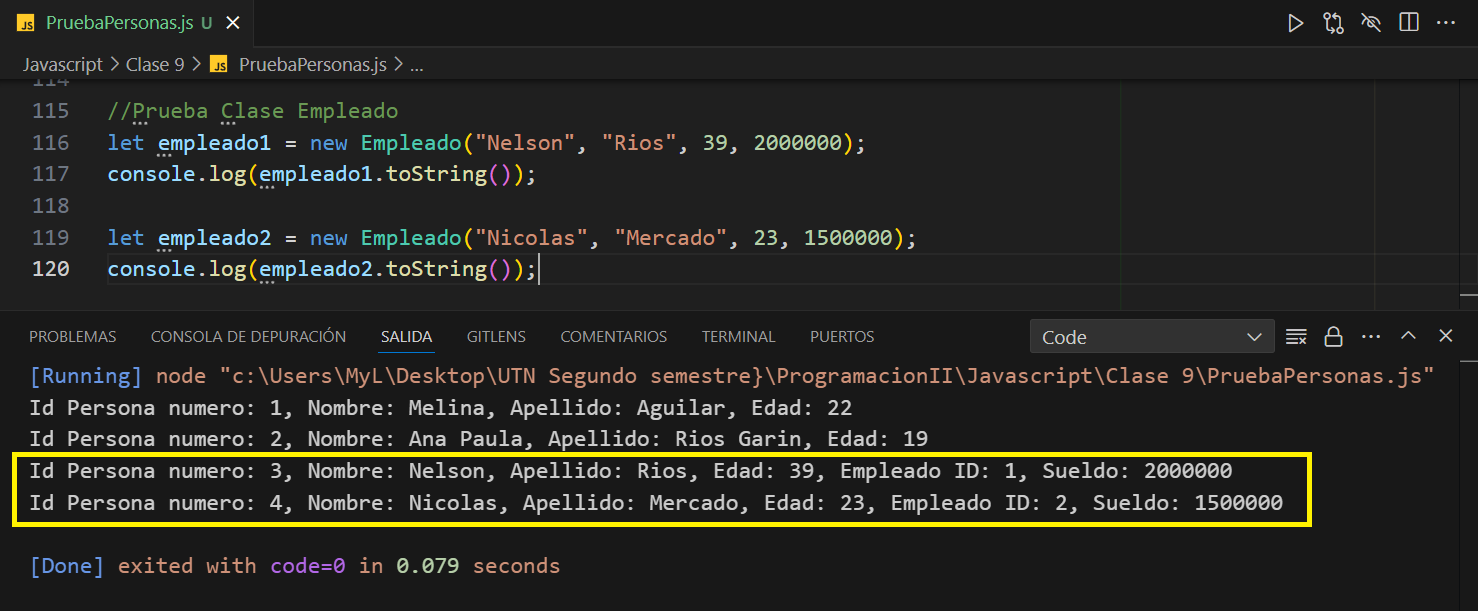 JS PruebaPersonas.js U
Javascript > Clase 9 > JS PruebaPersonas.js > ...
114
115 //Prueba Clase Empleado
116 let empleado1 = new Empleado("Nelson", "Rios", 39, 2000000);
117 console.log(empleado1.toString());
118
119 let empleado2 = new Empleado("Nicolas", "Mercado", 23, 1500000);
120 console.log(empleado2.toString());
PROBLEMAS CONSOLA DE DEPURACIÓN SALIDA GITLENS COMENTARIOS TERMINAL PUERTOS Code
[Running] node "c:\Users\MyL\Desktop\UTN Segundo semestre}\ProgramacionII\Javascript\Clase 9\PruebaPersonas.js"
Id Persona numero: 1, Nombre: Melina, Apellido: Aguilar, Edad: 22
Id Persona numero: 2, Nombre: Ana Paula, Apellido: Rios Garin, Edad: 19
Id Persona numero: 3, Nombre: Nelson, Apellido: Rios, Edad: 39, Empleado ID: 1, Sueldo: 2000000
Id Persona numero: 4, Nombre: Nicolas, Apellido: Mercado, Edad: 23, Empleado ID: 2, Sueldo: 1500000
[Done] exited with code=0 in 0.079 seconds